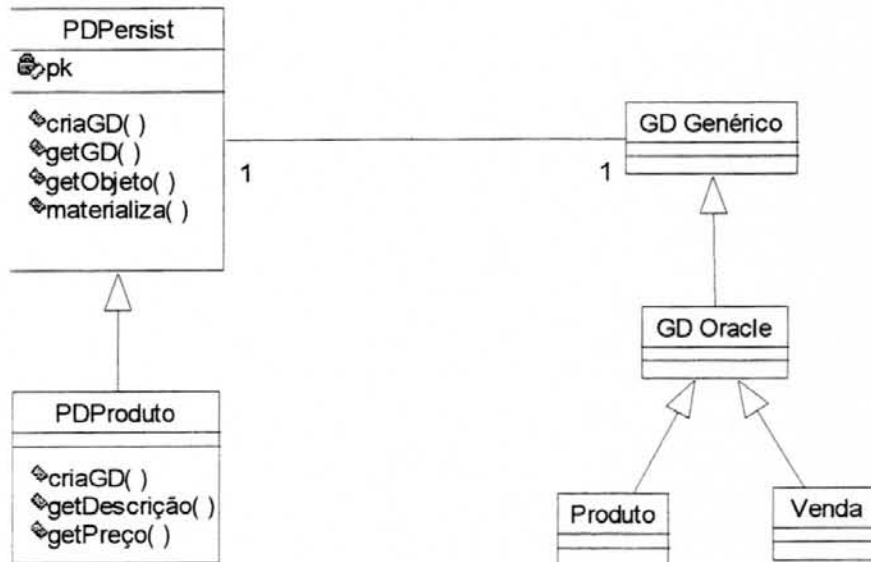 PDPersist
pk
criaGD( )
getGD( )
getObjeto( )
materializa( )
1
1
GD Genérico
GD Oracle
PDProduto
criaGD( )
getDescrição( )
getPreço( )
Produto
Venda